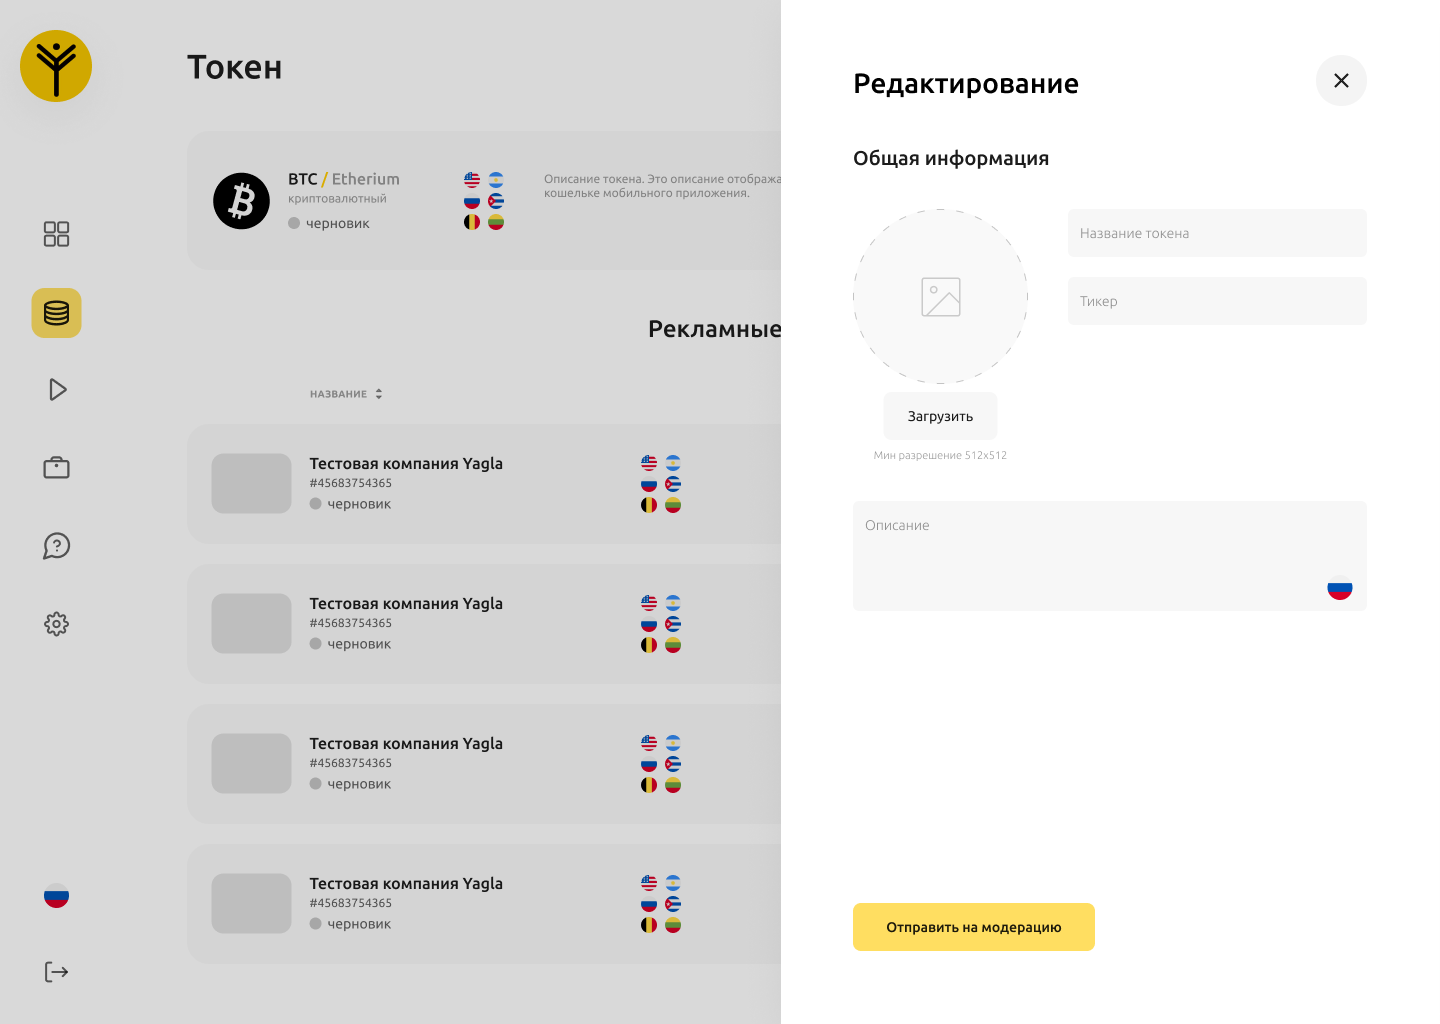 Токен
BTC / Etherium
криптовалютный
черновик
Описание токена. Это описание отобража
кошельке мобильного приложения.
Рекламные
НАЗВАНИЕ
Тестовая компания Yagla
#45683754365
черновик
Тестовая компания Yagla
#45683754365
черновик
Тестовая компания Yagla
#45683754365
черновик
Тестовая компания Yagla
#45683754365
черновик
Редактирование
Общая информация
Название токена
Тикер
Загрузить
Мин разрешение 512x512
Описание
Отправить на модерацию